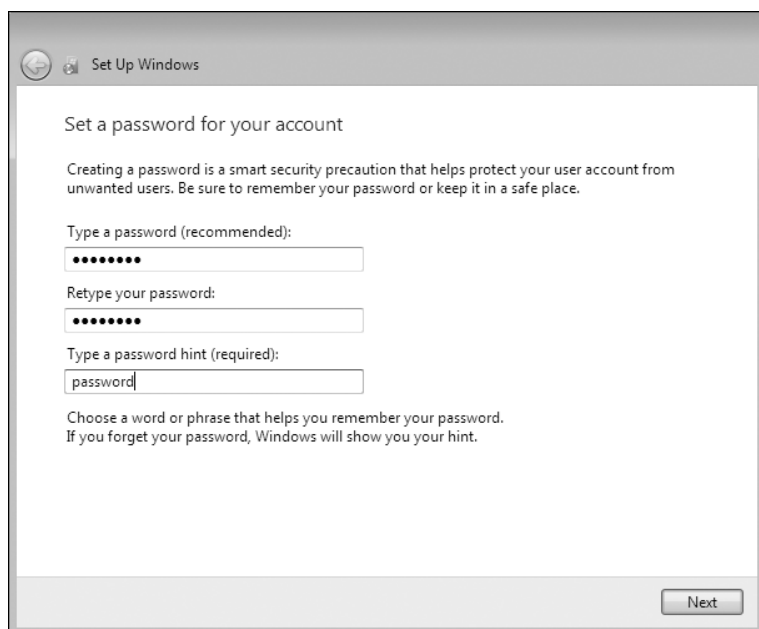 Set Up Windows
Set a password for your account
Creating a password is a smart security precaution that helps protect your user account from
unwanted users. Be sure to remember your password or keep it in a safe place.
Type a password (recommended):
••••••••
Retype your password:
••••••••
Type a password hint (required):
password
Choose a word or phrase that helps you remember your password.
If you forget your password, Windows will show you your hint.
Next